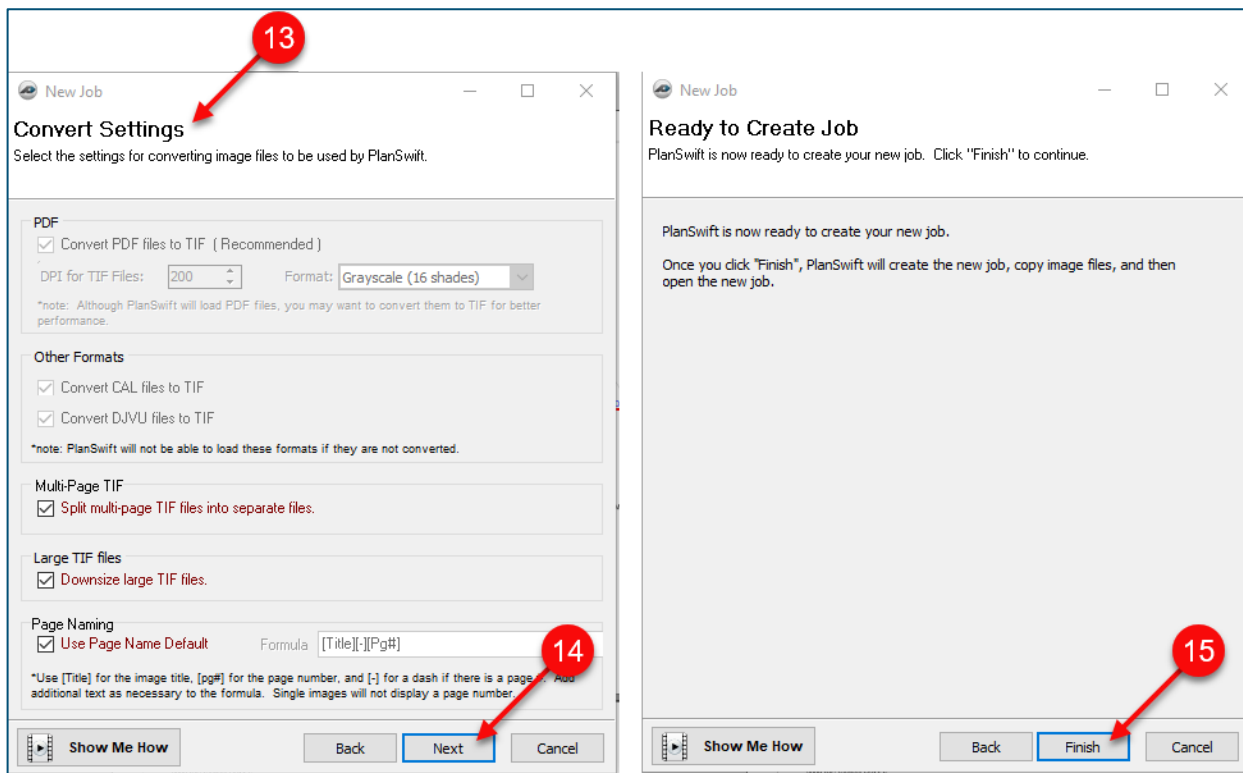 13
New Job
Convert Settings
Select the settings for converting image files to be used by PlanSwift.
PDF
Convert PDF files to TIF ( Recommended )
DPI for TIF Files: 200 Format: Grayscale (16 shades)
*note: Although PlanSwift will load PDF files, you may want to convert them to TIF for better
performance.
Other Formats
Convert CAL files to TIF
Convert DJVU files to TIF
*note: PlanSwift will not be able to load these formats if they are not converted.
Multi-Page TIF
Split multi-page TIF files into separate files.
Large TIF files
Downsize large TIF files.
Page Naming
Use Page Name Default Formula [Title][-][Pg#]
14
*Use [Title] for the image title, [pg#] for the page number, and [-] for a dash if there is a page
additional text as necessary to the formula. Single images will not display a page number.
Show Me How Back Next Cancel
New Job
Ready to Create Job
PlanSwift is now ready to create your new job. Click "Finish" to continue.
PlanSwift is now ready to create your new job.
Once you click "Finish", PlanSwift will create the new job, copy image files, and then
open the new job.
15
Show Me How Back Finish Cancel